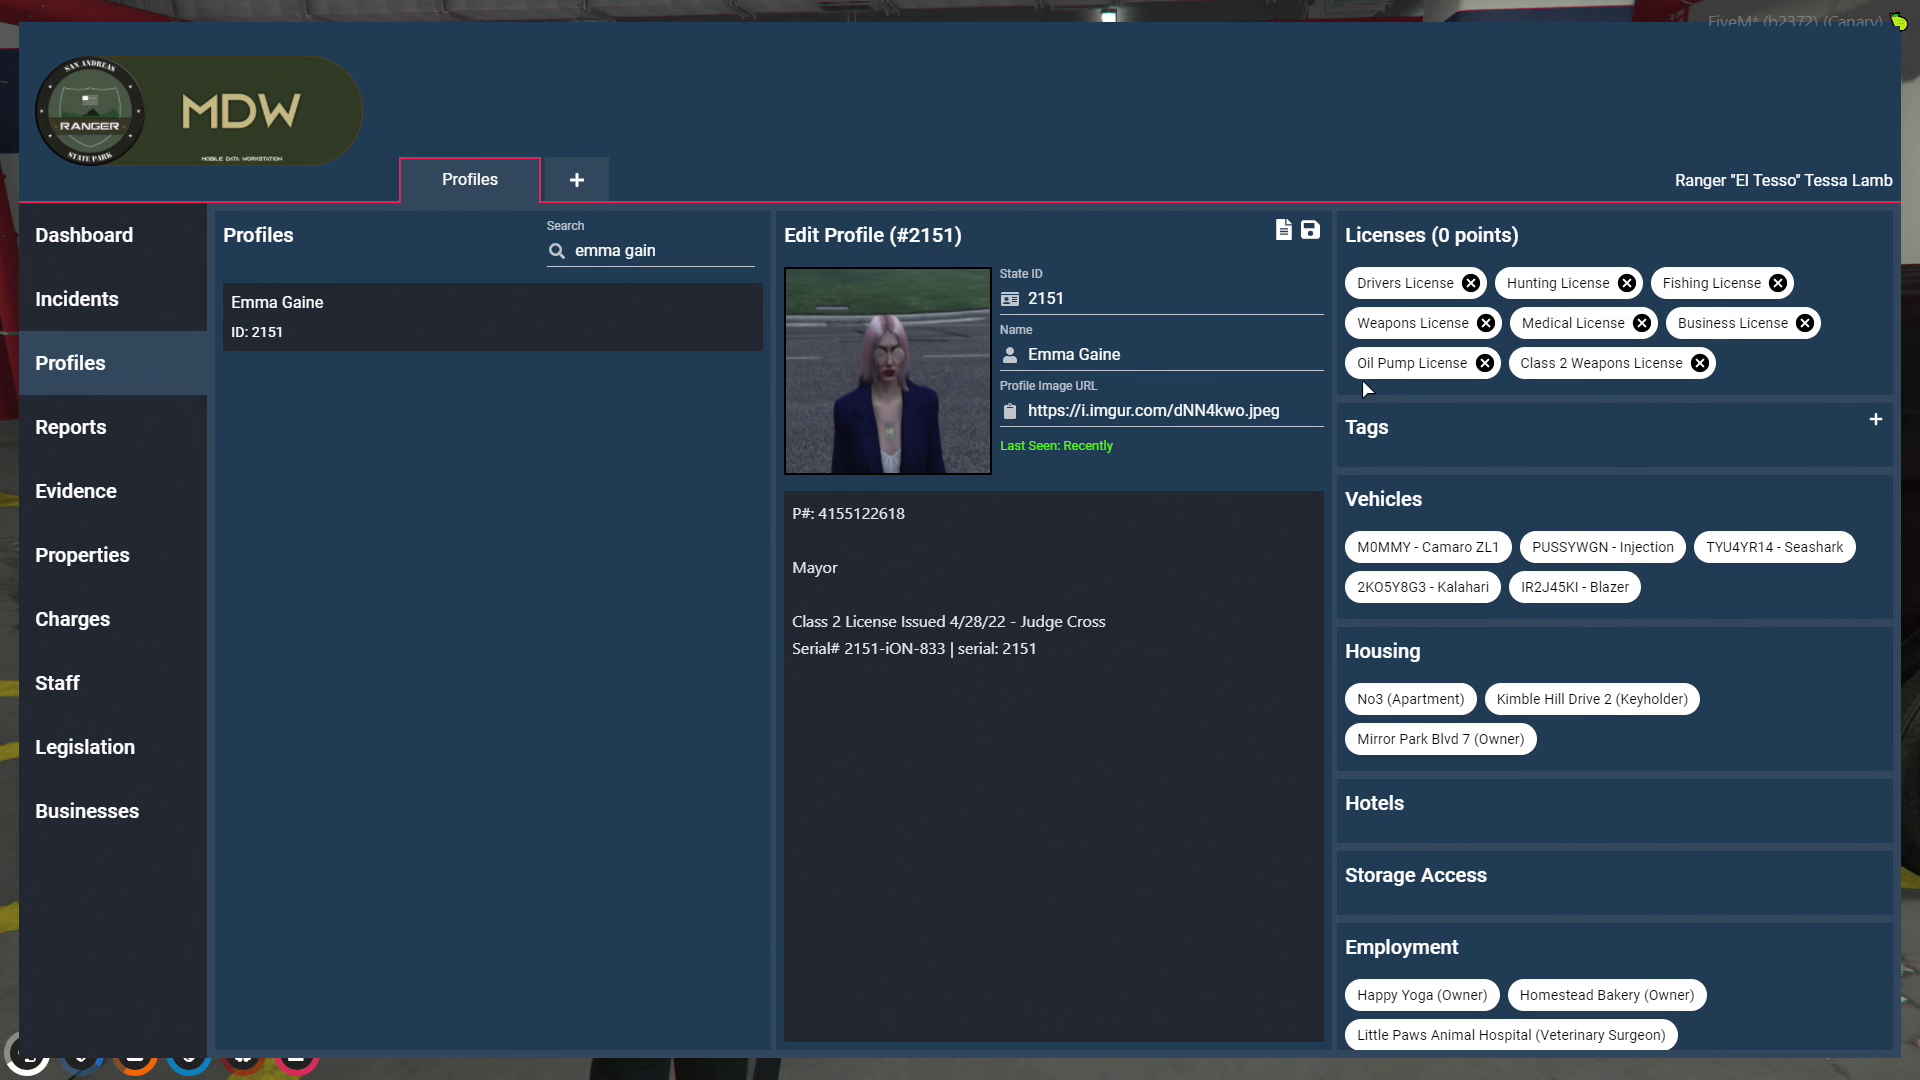 FiveM* (b2372) (Canary)
SAN ANDREAS
RANGER
STATE PARK
MDW
MOBILE DATA WORKSTATION
Profiles
Ranger "El Tesso" Tessa Lamb
Dashboard
Incidents
Profiles
Reports
Evidence
Properties
Charges
Staff
Legislation
Businesses
Profiles
Search
emma gain
Emma Gaine
ID: 2151
Edit Profile (#2151)
State ID
2151
Name
Emma Gaine
Profile Image URL
https://i.imgur.com/dNN4kwo.jpeg
Last Seen: Recently
P#: 4155122618
Mayor
Class 2 License Issued 4/28/22 - Judge Cross
Serial# 2151-iON-833 | serial: 2151
Licenses (0 points)
Drivers License Hunting License Fishing License
Weapons License Medical License Business License
Oil Pump License Class 2 Weapons License
Tags
Vehicles
M0MMY - Camaro ZL1 PUSSYWGN - Injection TYU4YR14 - Seashark
2KO5Y8G3 - Kalahari IR2J45KI - Blazer
Housing
No3 (Apartment) Kimble Hill Drive 2 (Keyholder)
Mirror Park Blvd 7 (Owner)
Hotels
Storage Access
Employment
Happy Yoga (Owner) Homestead Bakery (Owner)
Little Paws Animal Hospital (Veterinary Surgeon)